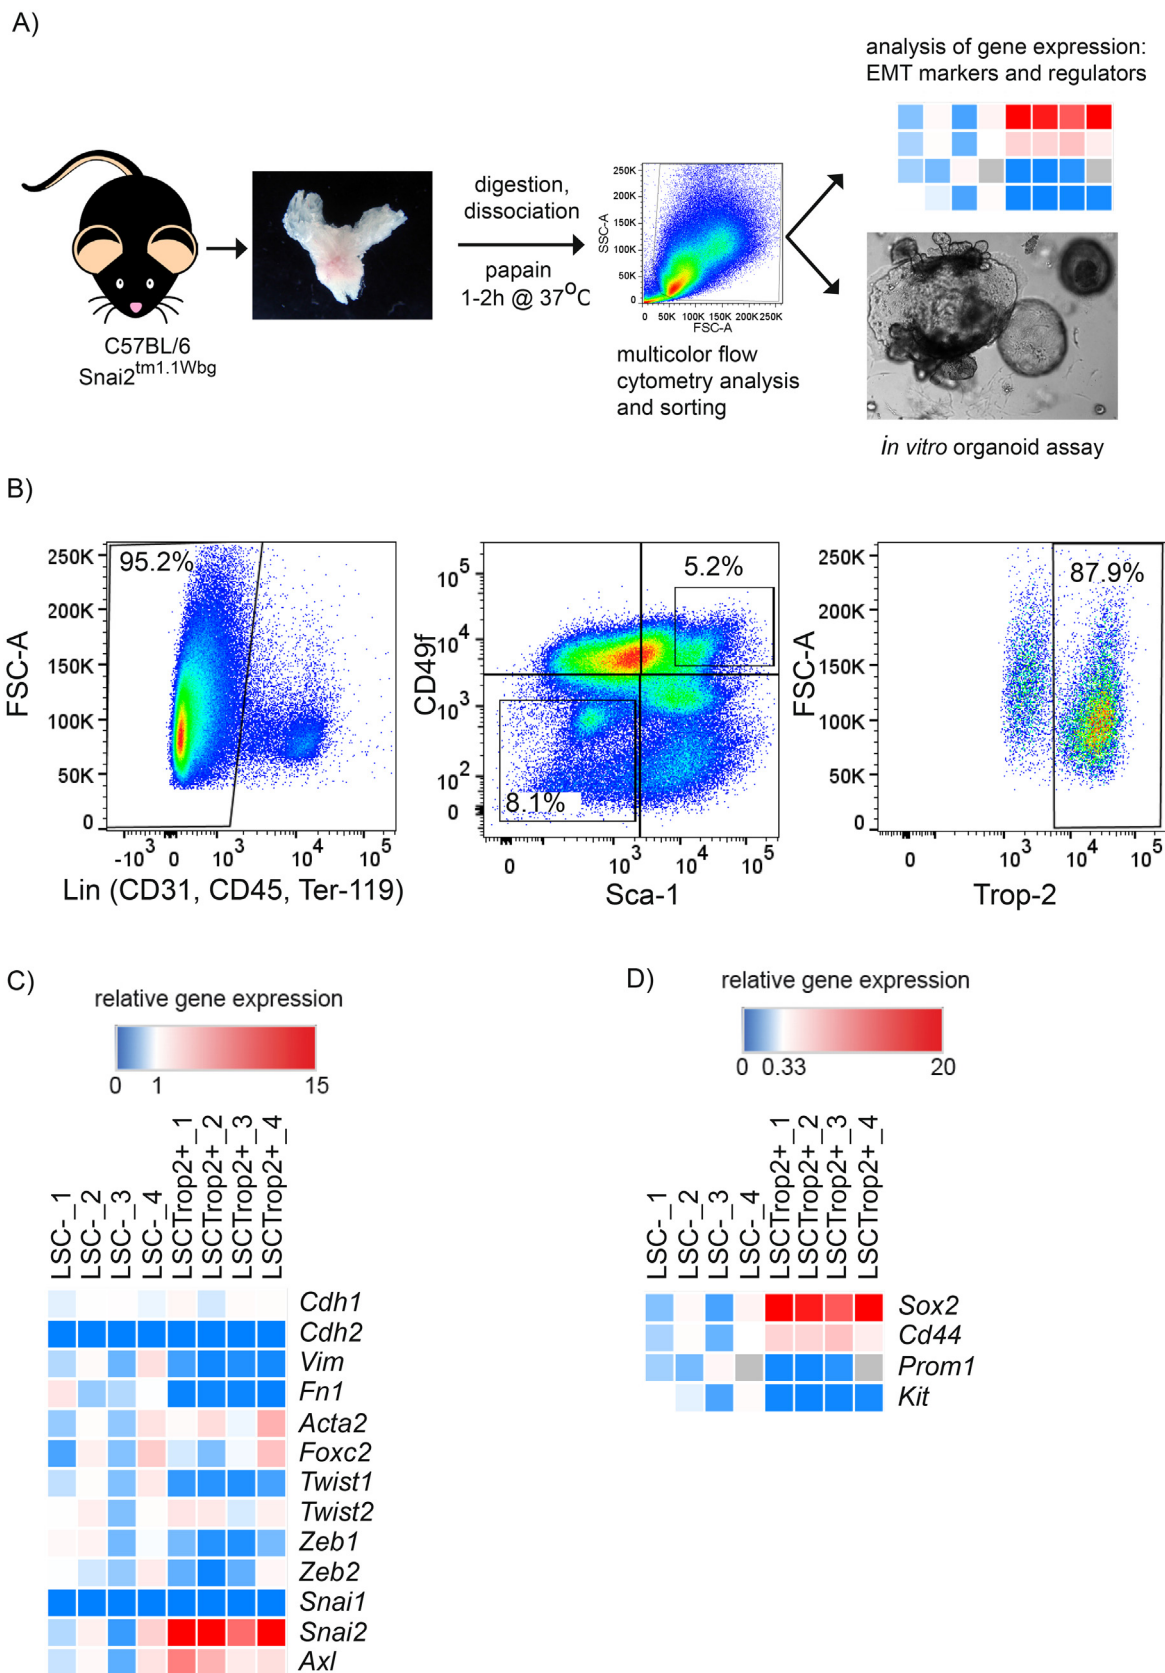 A)
analysis of gene expression:
EMT markers and regulators
digestion,
dissociation
papain
1-2h @ 37°C
C57BL/6
Snai2tm1.1Wbg
250K
200K
150K
100K
50K
0
SSC-A
0 50K 100K 150K 200K 250K
FSC-A
multicolor flow
cytometry analysis
and sorting
in vitro organoid assay
B)
95.2%
250K
200K
150K
100K
50K
0
FSC-A
-10³ 0 10³ 10⁴ 10⁵
Lin (CD31, CD45, Ter-119)
5.2%
8.1%
10⁵
10⁴
10³
10²
0
CD49f
0 10³ 10⁴ 10⁵
Sca-1
87.9%
250K
200K
150K
100K
50K
0
FSC-A
0 10³ 10⁴ 10⁵
Trop-2
C)
relative gene expression
0 1 15
LSC-_1
LSC-_2
LSC-_3
LSC-_4
LSCTrop2+_1
LSCTrop2+_2
LSCTrop2+_3
LSCTrop2+_4
Cdh1
Cdh2
Vim
Fn1
Acta2
Foxc2
Twist1
Twist2
Zeb1
Zeb2
Snai1
Snai2
Axl
D)
relative gene expression
0 0.33 20
LSC-_1
LSC-_2
LSC-_3
LSC-_4
LSCTrop2+_1
LSCTrop2+_2
LSCTrop2+_3
LSCTrop2+_4
Sox2
Cd44
Prom1
Kit